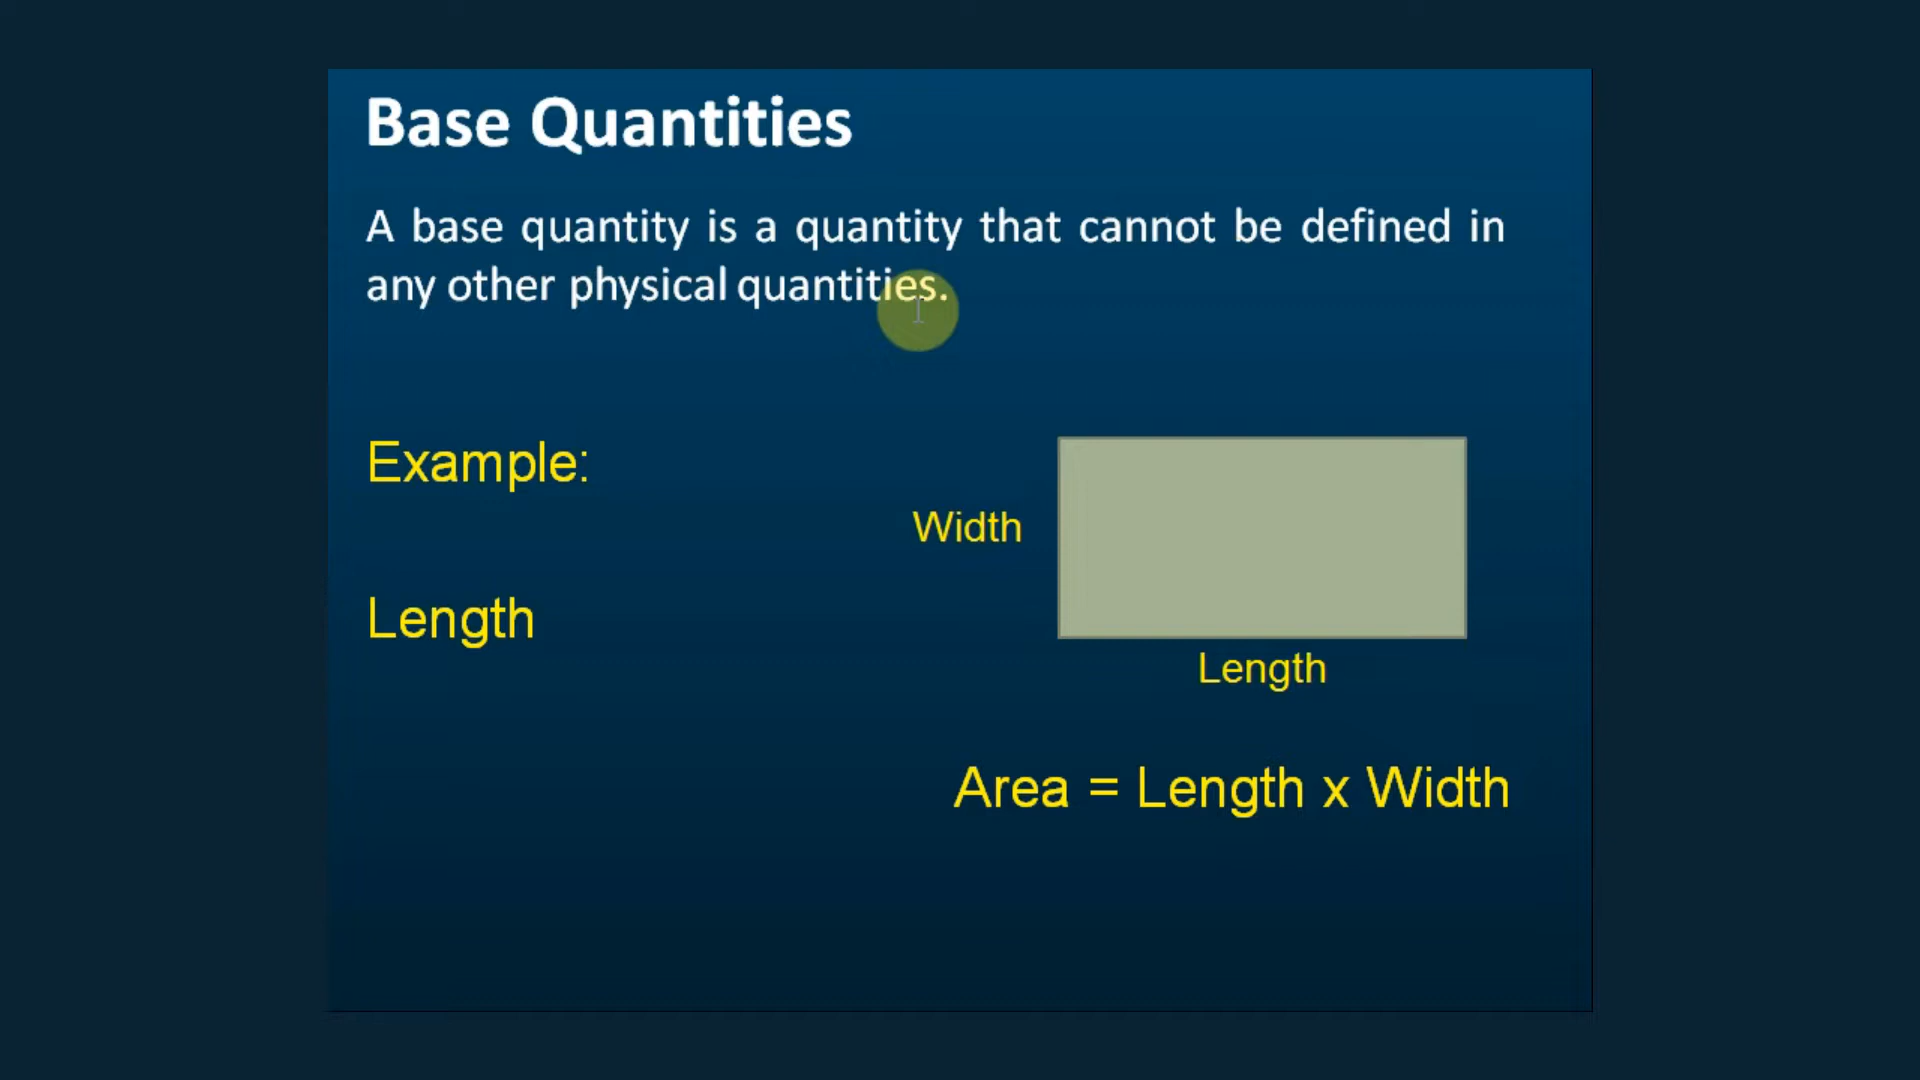 Base Quantities
A base quantity is a quantity that cannot be defined in
any other physical quantities.
Example:
Width
Length
Length
Area = Length x Width